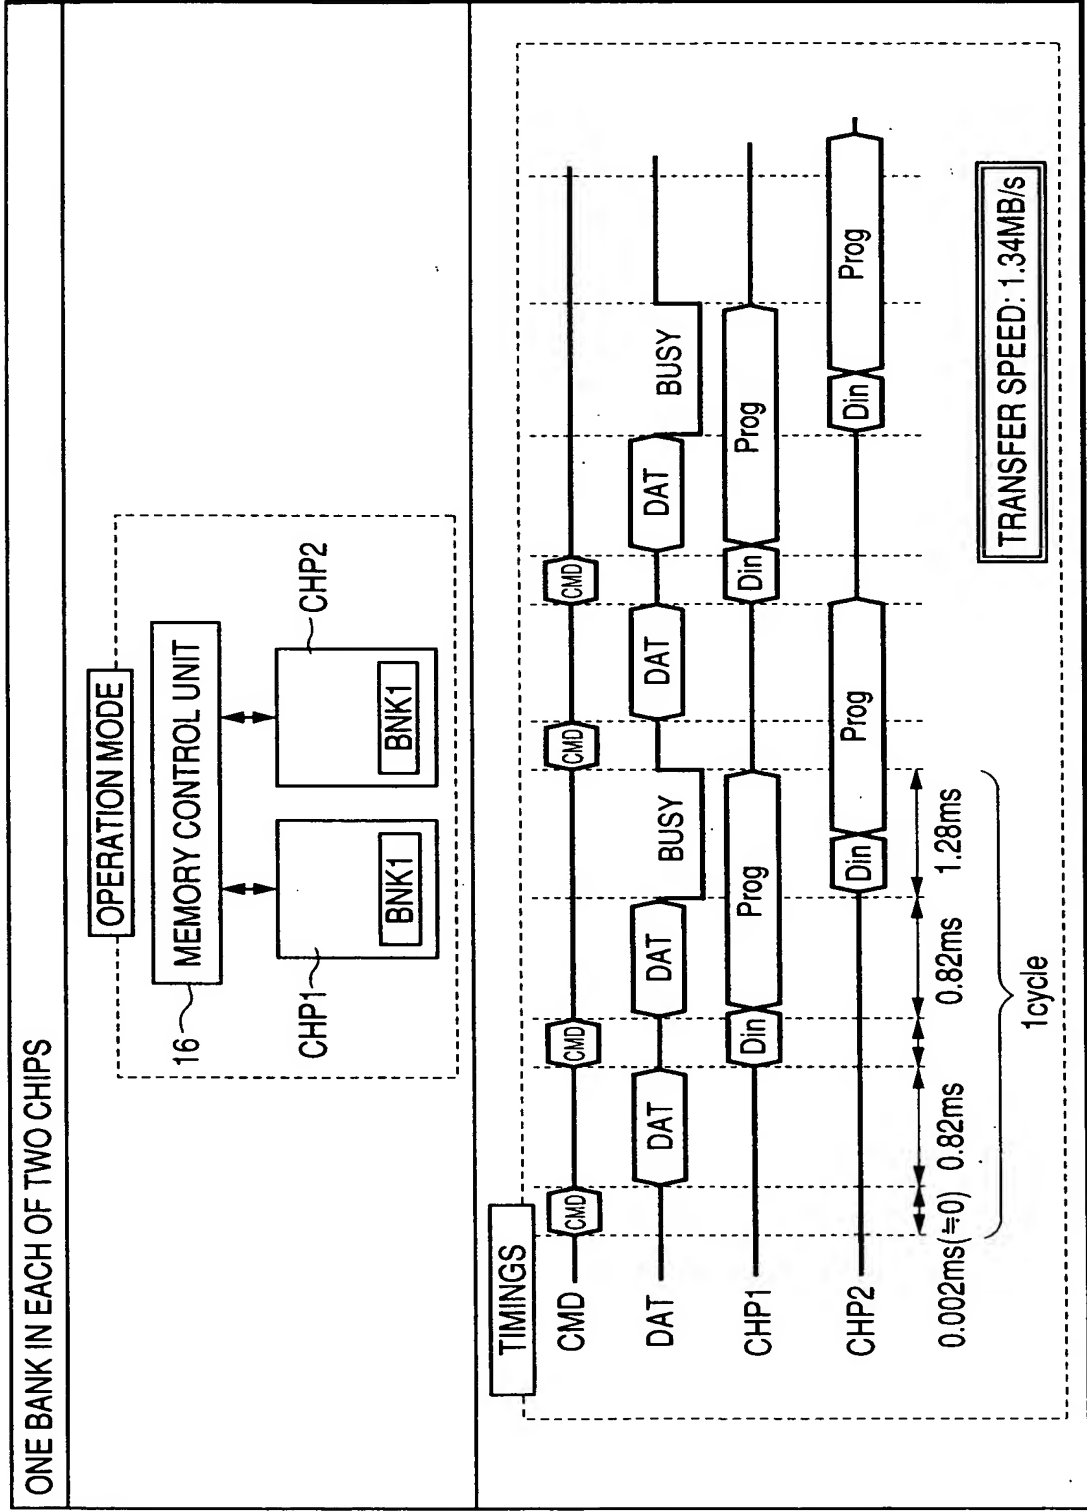 ONE BANK IN EACH OF TWO CHIPS
OPERATION MODE
16
MEMORY CONTROL UNIT
CHP1
CHP2
BNK1
BNK1
TIMINGS
CMD
CMD
CMD
CMD
CMD
DAT
DAT
DAT
BUSY
DAT
DAT
BUSY
CHP1
Din
Prog
Din
Prog
CHP2
Din
Prog
Din
Prog
0.002ms(≒0)
0.82ms
0.82ms
1.28ms
1cycle
TRANSFER SPEED: 1.34MB/s